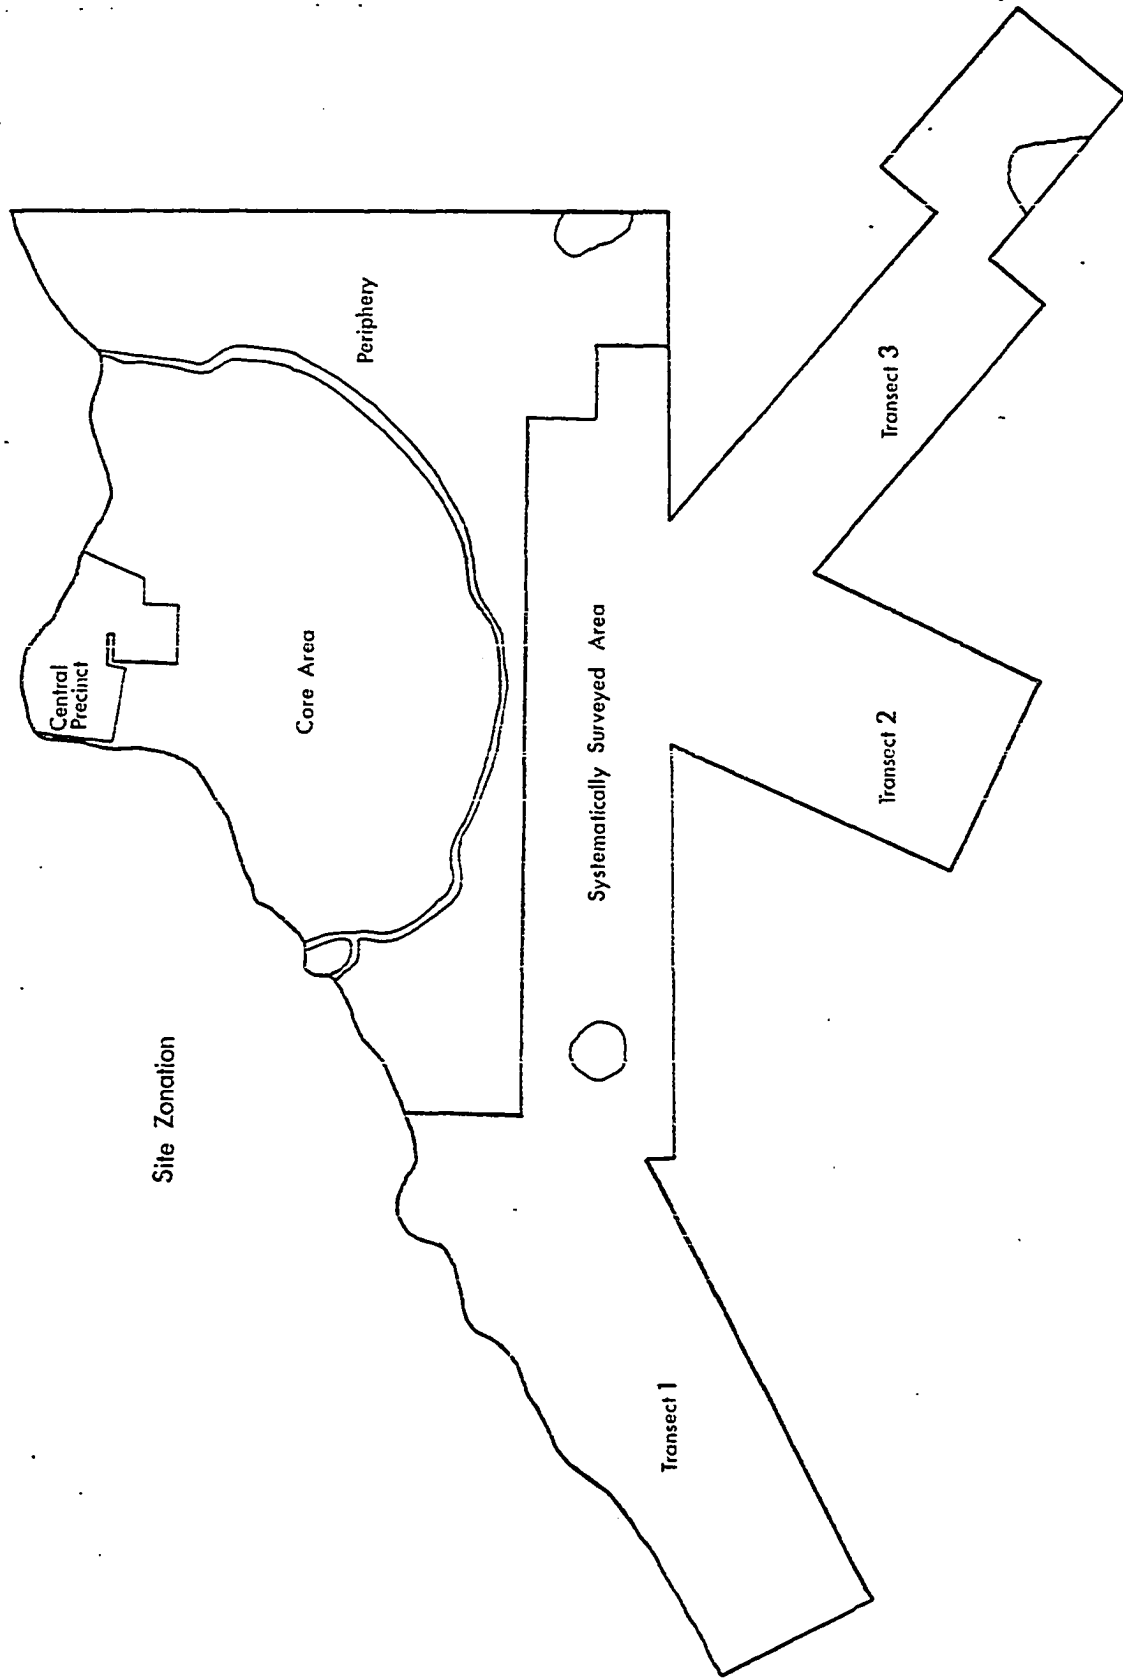 Site Zonation
Central
Precinct
Core Area
Periphery
Systematically Surveyed Area
Transect 1
Transect 2
Transect 3